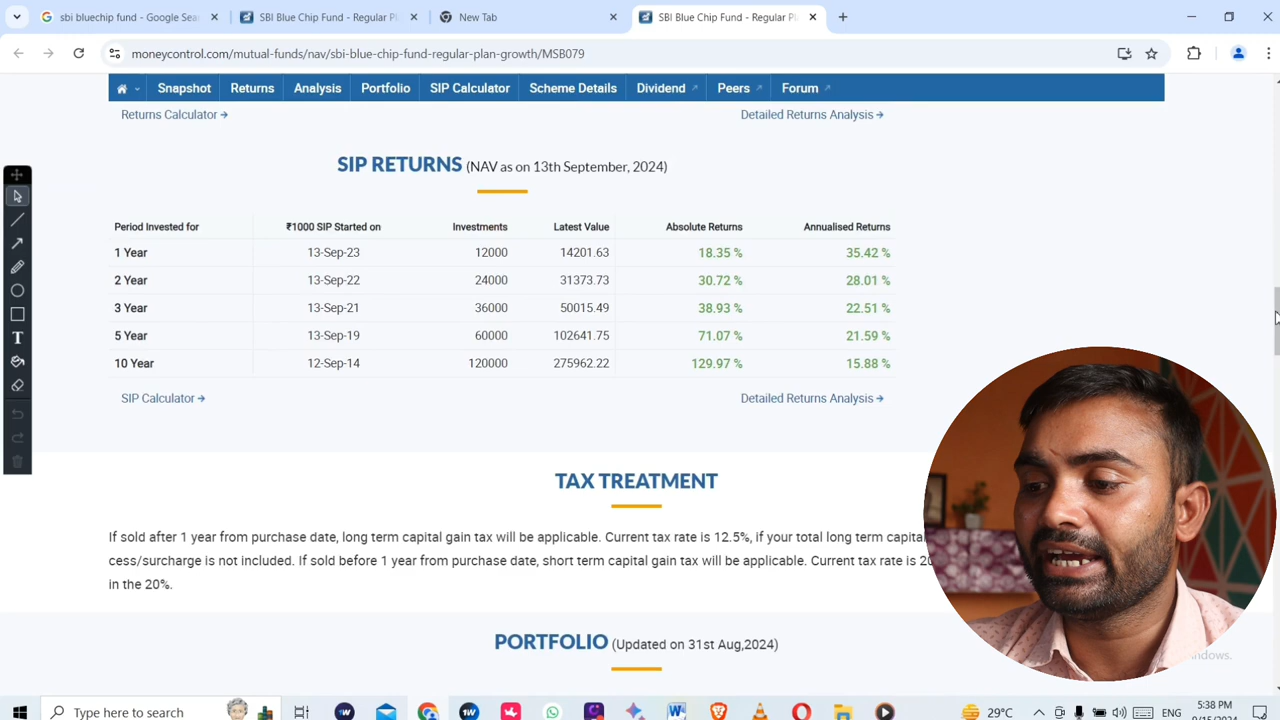 sbi bluechip fund - Google Sea
SBI Blue Chip Fund - Regular P
New Tab
SBI Blue Chip Fund - Regular Pl
moneycontrol.com/mutual-funds/nav/sbi-blue-chip-fund-regular-plan-growth/MSB079
Snapshot Returns Analysis Portfolio SIP Calculator Scheme Details Dividend Peers Forum
Returns Calculator → Detailed Returns Analysis →
SIP RETURNS (NAV as on 13th September, 2024)
Period Invested for ₹1000 SIP Started on Investments Latest Value Absolute Returns Annualised Returns
1 Year 13-Sep-23 12000 14201.63 18.35 % 35.42 %
2 Year 13-Sep-22 24000 31373.73 30.72 % 28.01 %
3 Year 13-Sep-21 36000 50015.49 38.93 % 22.51 %
5 Year 13-Sep-19 60000 102641.75 71.07 % 21.59 %
10 Year 12-Sep-14 120000 275962.22 129.97 % 15.88 %
SIP Calculator → Detailed Returns Analysis →
TAX TREATMENT
If sold after 1 year from purchase date, long term capital gain tax will be applicable. Current tax rate is 12.5%, if your total long term capital
cess/surcharge is not included. If sold before 1 year from purchase date, short term capital gain tax will be applicable. Current tax rate is
in the 20%.
PORTFOLIO (Updated on 31st Aug,2024)
T
Type here to search
29°C
ENG
5:38 PM